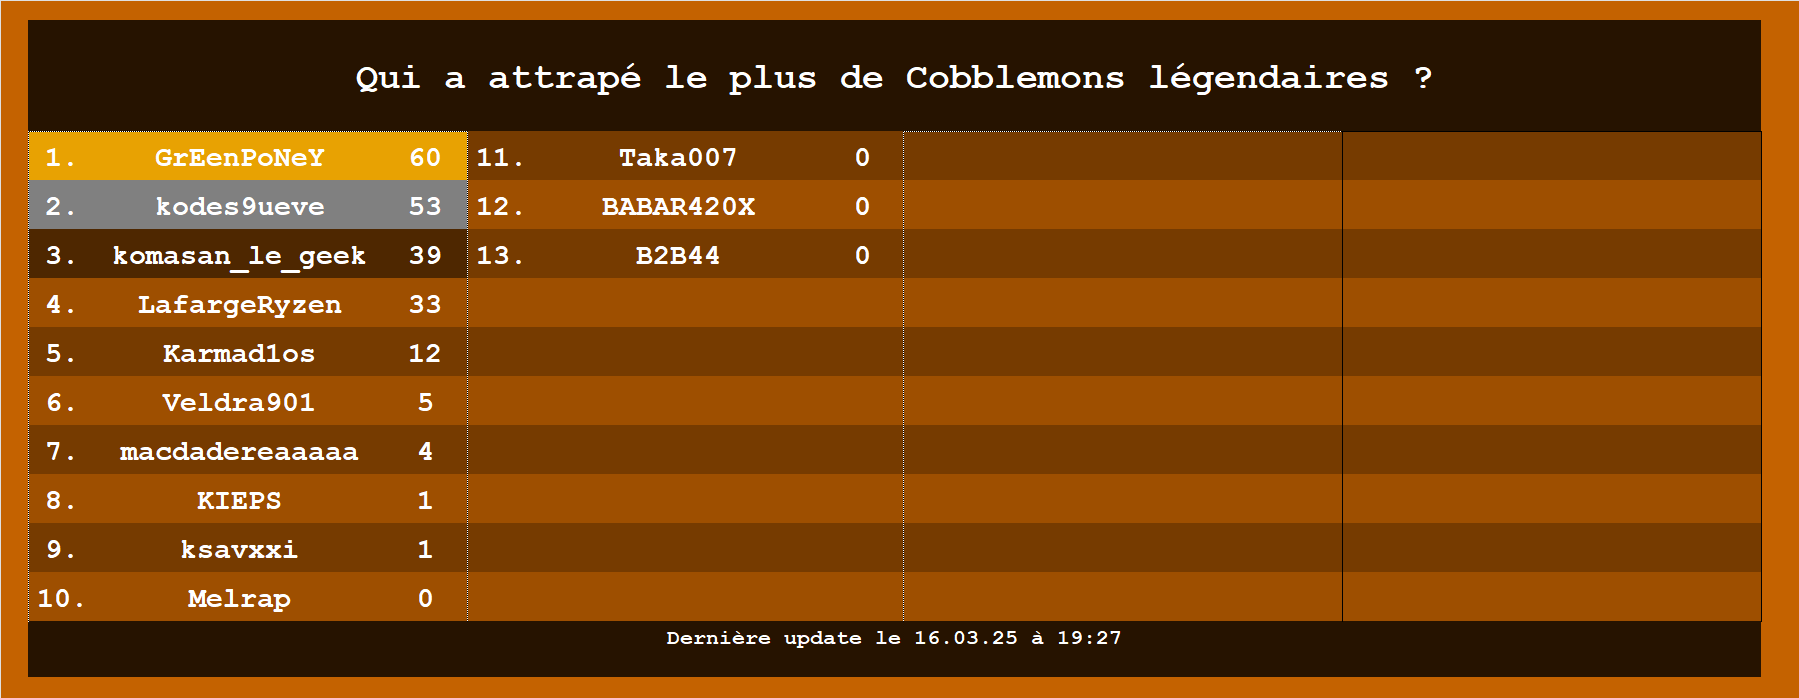 Qui a attrapé le plus de Cobblemons légendaires ?
1. GrEenPoNeY 60
2. kodes9ueve 53
3. komasan_le_geek 39
4. LafargeRyzen 33
5. Karmad1os 12
6. Veldra901 5
7. macdadereaaaaa 4
8. KIEPS 1
9. ksavxxi 1
10. Melrap 0
11. Taka007 0
12. BABAR420X 0
13. B2B44 0
Dernière update le 16.03.25 à 19:27